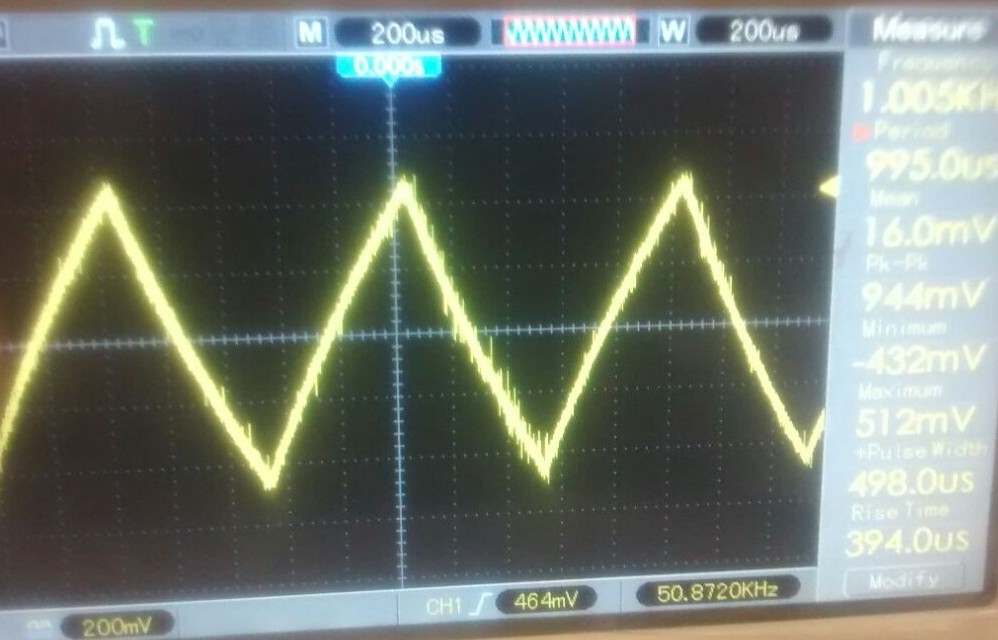 T M 200us W 200us
0.000s
Measure
Frequency
1.005KH
Period
995.0us
Mean
16.0mV
Pk-Pk
944mV
Minimum
-432mV
Maximum
512mV
+Pulse Width
498.0us
Rise Time
394.0us
Modify
200mV
CH1 464mV 50.8720KHz